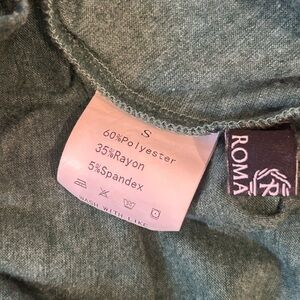 S
60%Polyester
35%Rayon
5%Spandex
WASH WITH LIKE
ROMA
R